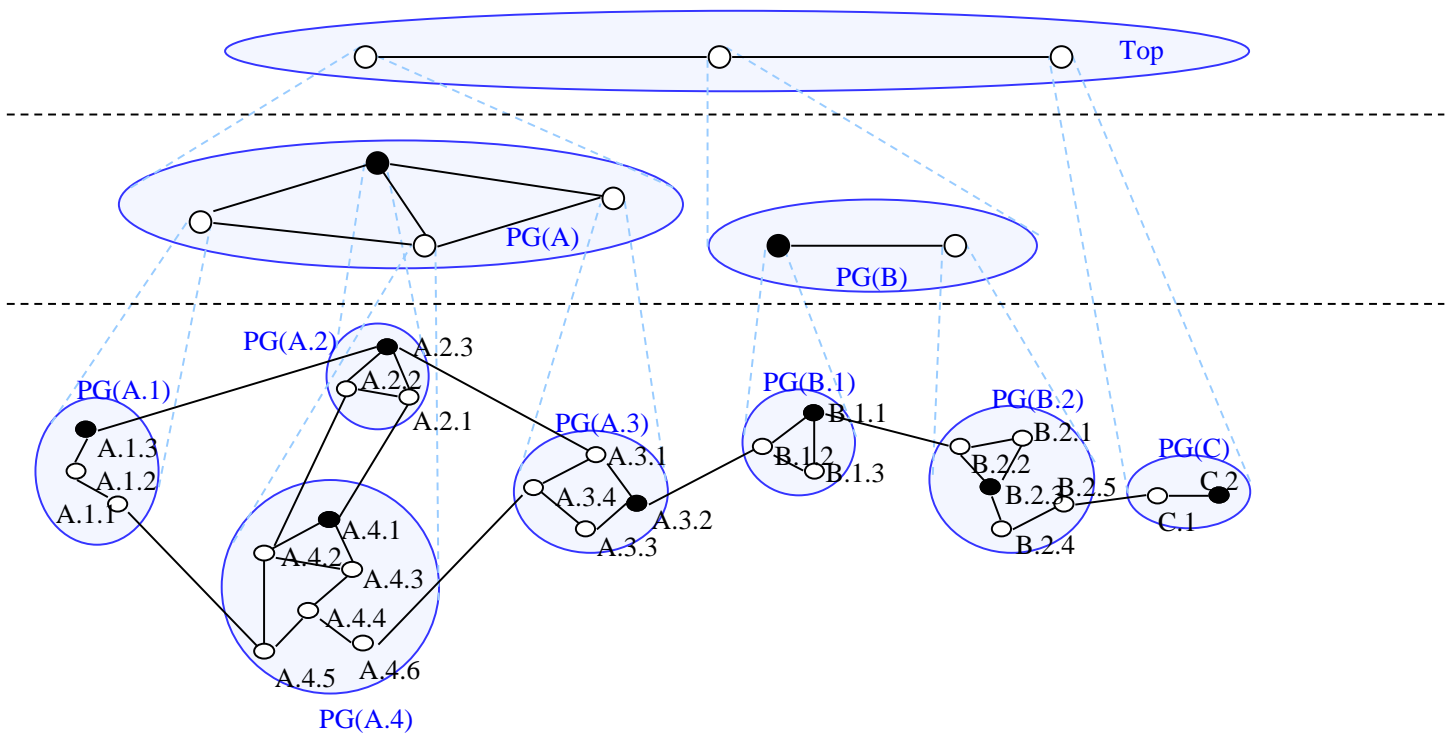 Top
PG(A)
PG(B)
PG(A.2)
A.2.3
A.2.2
A.2.1
PG(A.1)
A.1.3
A.1.2
A.1.1
PG(A.3)
A.3.1
A.3.4
A.3.2
A.3.3
PG(B.1)
B.1.1
B.1.2
B.1.3
PG(B.2)
B.2.1
B.2.2
B.2.3
B.2.5
B.2.4
PG(C)
C.2
C.1
A.4.1
A.4.2
A.4.3
A.4.4
A.4.5
A.4.6
PG(A.4)